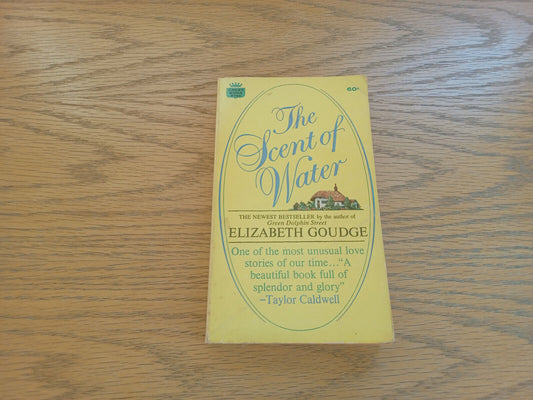 60¢
The
Scent of
Water
THE NEWEST BESTSELLER by the author of
Green Dolphin Street
ELIZABETH GOUDGE
One of the most unusual love
stories of our time..."A
beautiful book full of
splendor and glory"
—Taylor Caldwell